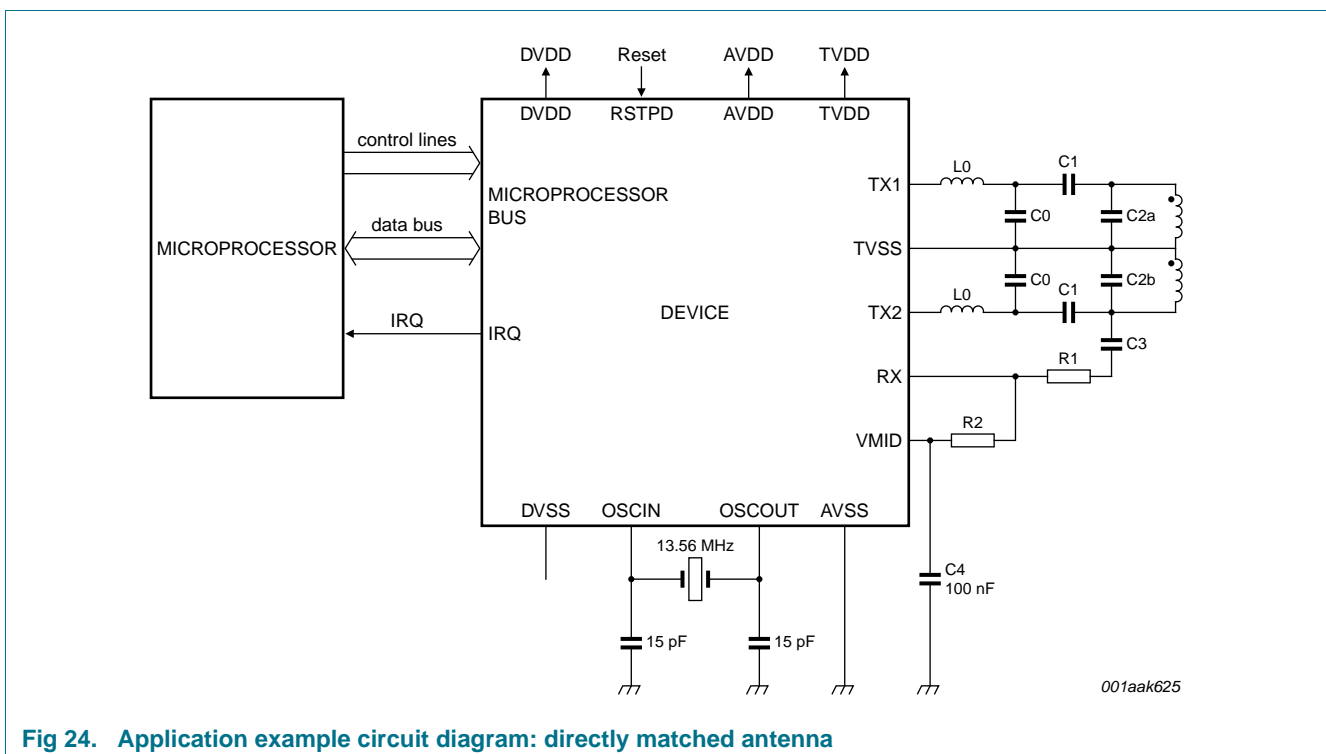 DVDD Reset AVDD TVDD
DVDD RSTPD AVDD TVDD
control lines
MICROPROCESSOR
BUS
data bus
MICROPROCESSOR
IRQ
IRQ
DEVICE
TX1
L0
C1
C0
C2a
TVSS
C0
C2b
C1
L0
TX2
C3
RX
R1
R2
VMID
DVSS OSCIN OSCOUT AVSS
13.56 MHz
C4
100 nF
15 pF
15 pF
001aak625
Fig 24. Application example circuit diagram: directly matched antenna